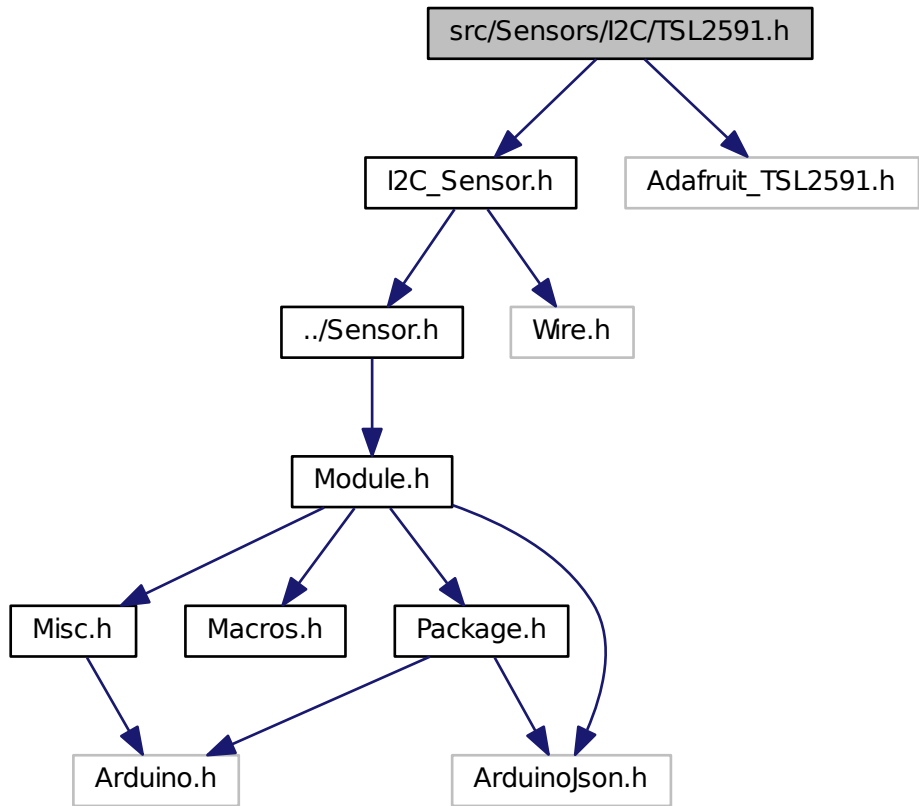 src/Sensors/I2C/TSL2591.h
I2C_Sensor.h
Adafruit_TSL2591.h
../Sensor.h
Wire.h
Module.h
Misc.h
Macros.h
Package.h
Arduino.h
ArduinoJson.h